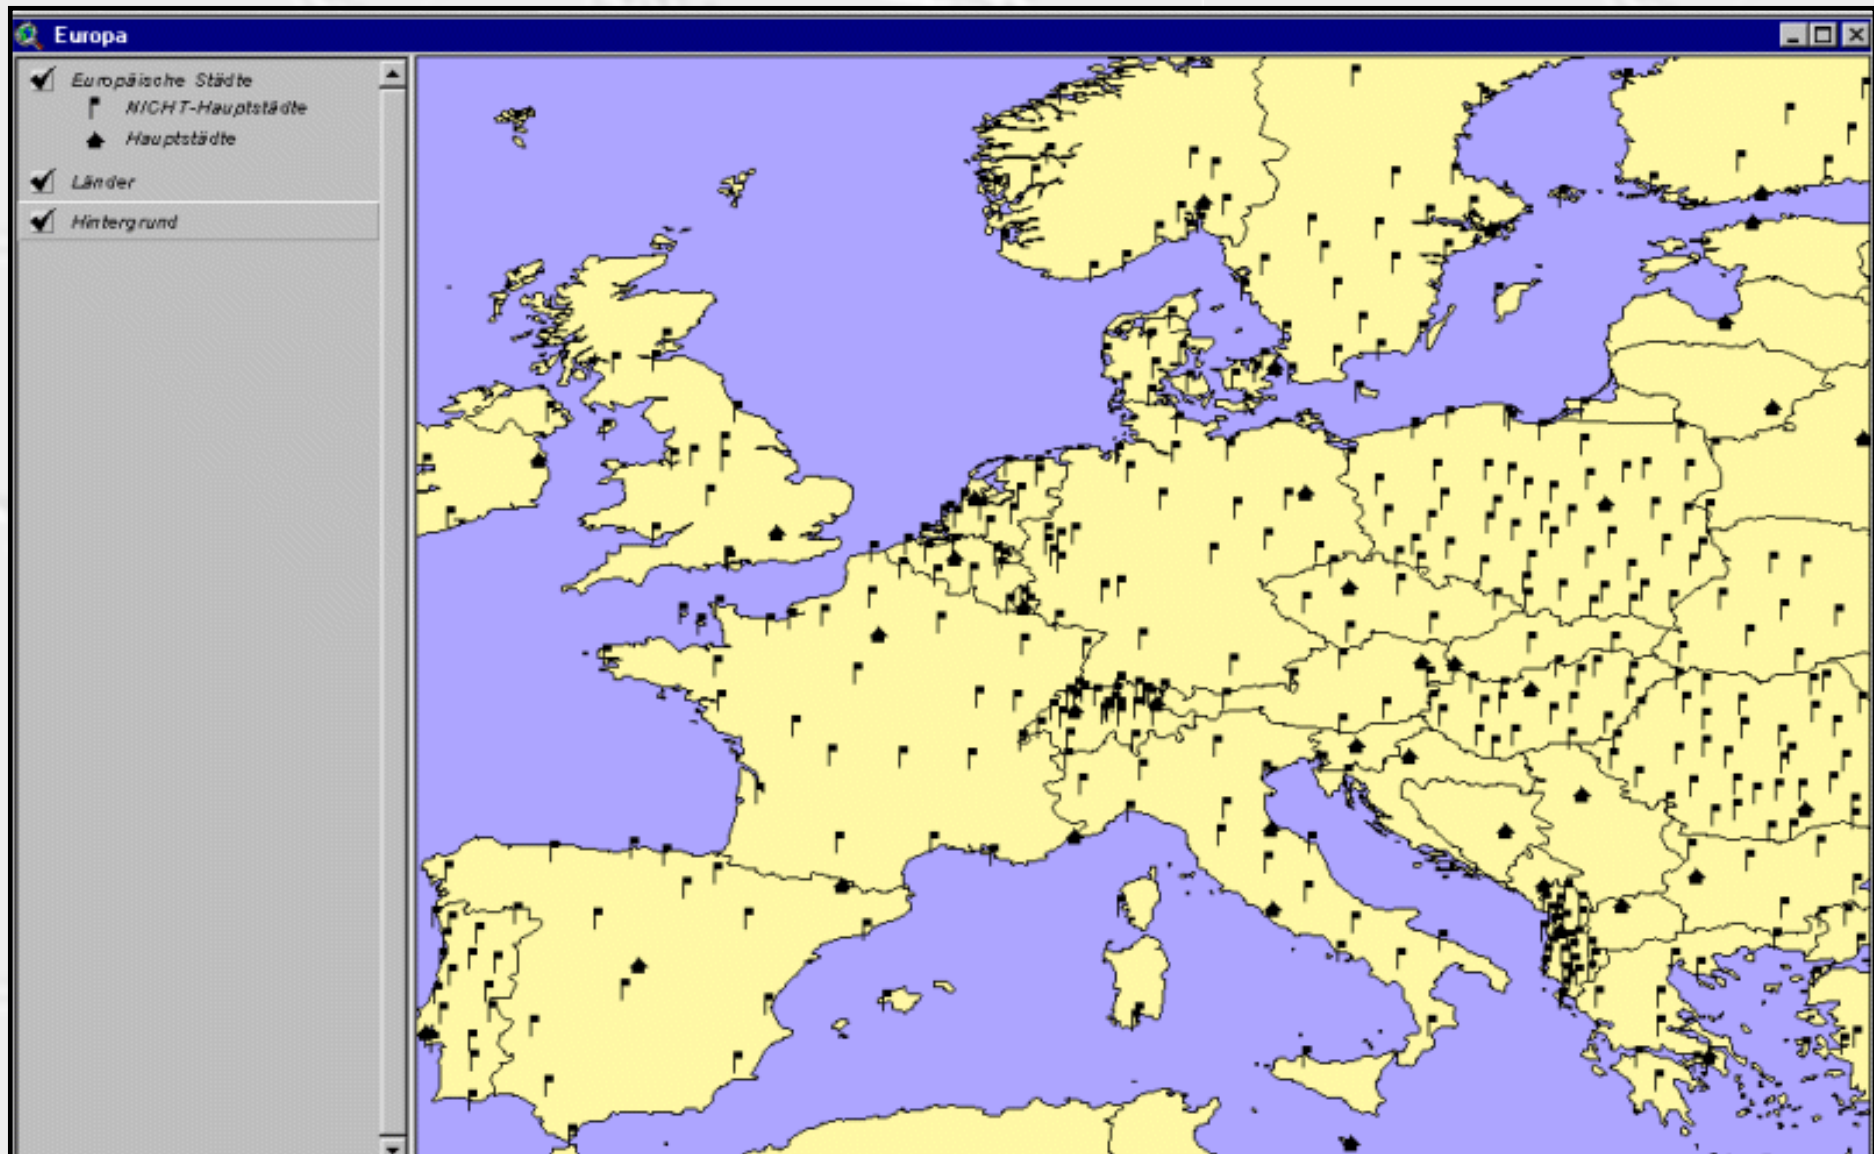 Europa
Europäische Städte
NICHT-Hauptstädte
Hauptstädte
Länder
Hintergrund